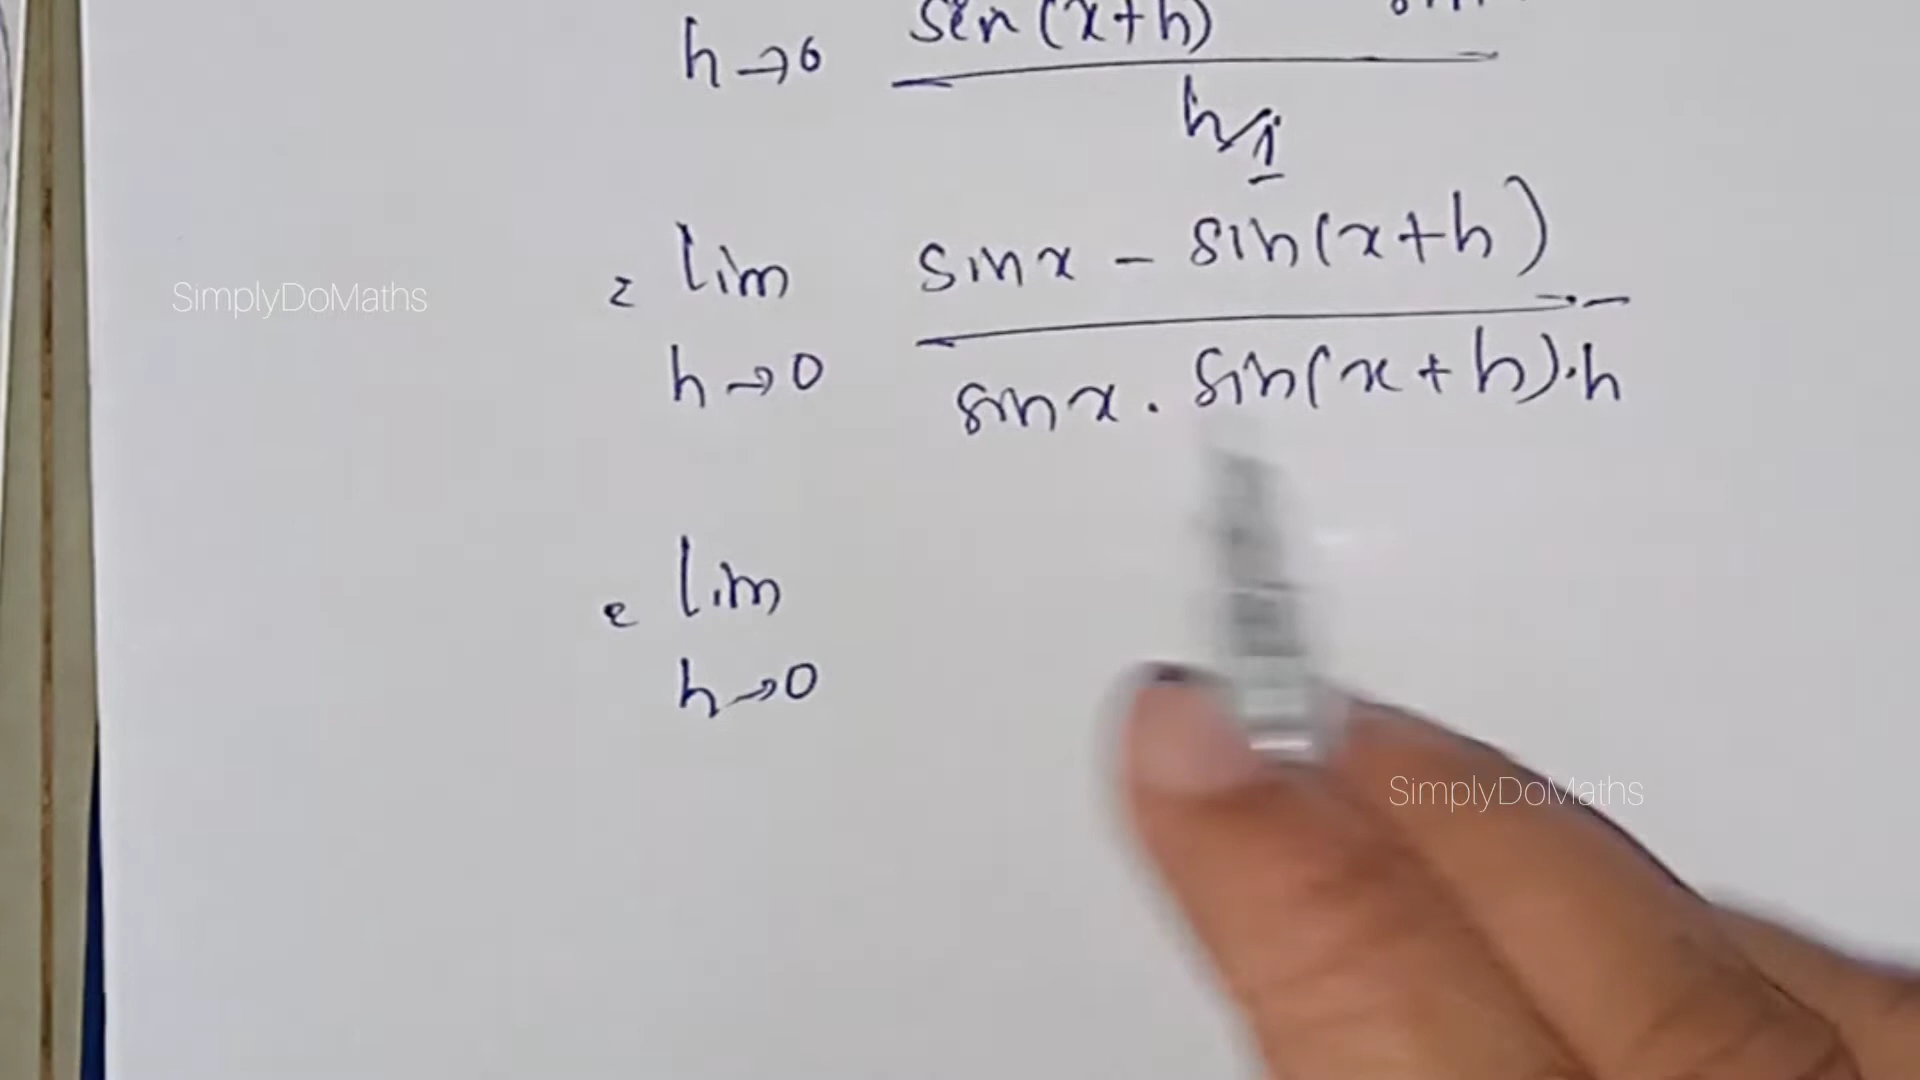 h→0 sin(x+h)
h/1
= lim sinx - sin(x+h)
h→0 sinx . sin(x+h).h
SimplyDoMaths
= lim
h→0
SimplyDoMaths